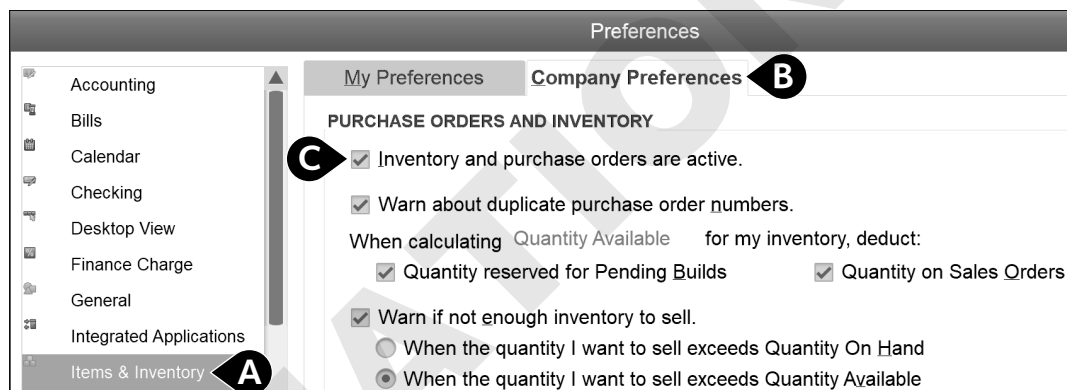 Preferences
Accounting
Bills
Calendar
Checking
Desktop View
Finance Charge
General
Integrated Applications
Items & Inventory
A
My Preferences
Company Preferences
B
PURCHASE ORDERS AND INVENTORY
C
Inventory and purchase orders are active.
Warn about duplicate purchase order numbers.
When calculating Quantity Available for my inventory, deduct:
Quantity reserved for Pending Builds
Quantity on Sales Orders
Warn if not enough inventory to sell.
When the quantity I want to sell exceeds Quantity On Hand
When the quantity I want to sell exceeds Quantity Available